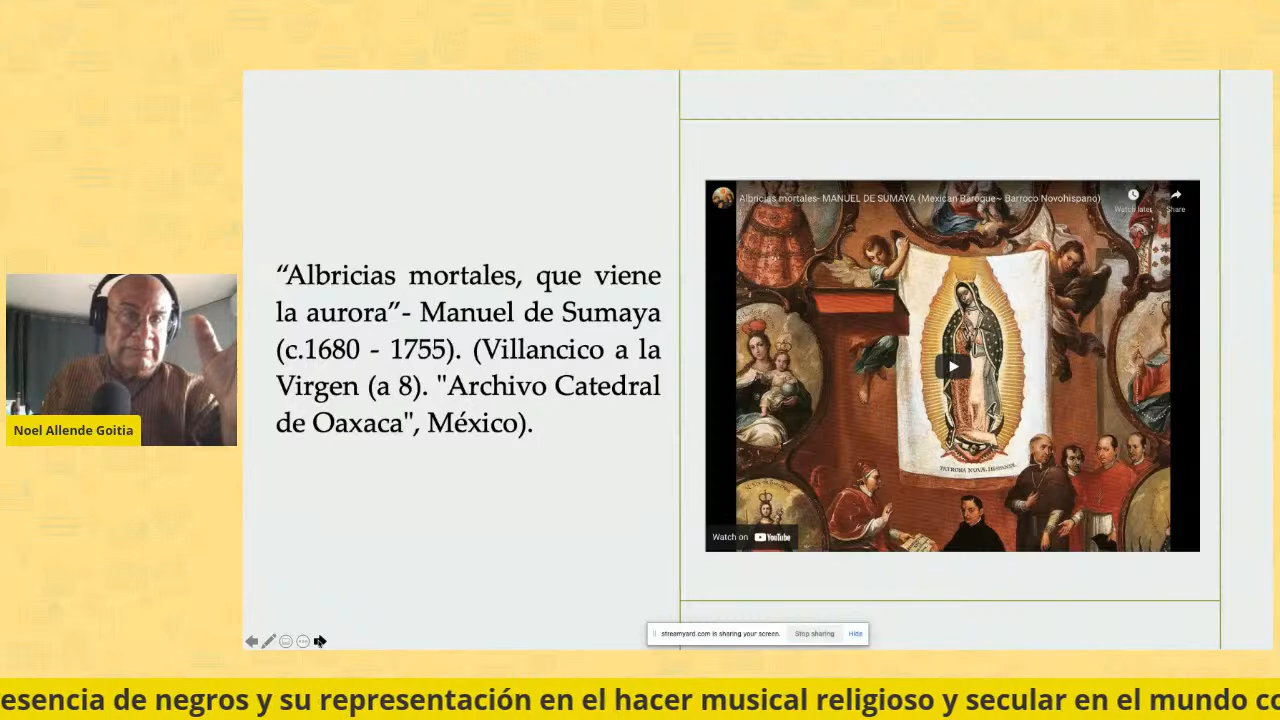 “Albricias mortales, que viene
la aurora”- Manuel de Sumaya
(c.1680 - 1755). (Villancico a la
Virgen (a 8). "Archivo Catedral
de Oaxaca", México).
Albricias mortales- MANUEL DE SUMAYA (Mexican Baroque~ Barroco Novohispano)
Watch later
Share
PATRONA NOVÆ HISPANIÆ
Watch on YouTube
Noel Allende Goitia
streamyard.com is sharing your screen.
Stop sharing
Hide
esencia de negros y su representación en el hacer musical religioso y secular en el mundo co